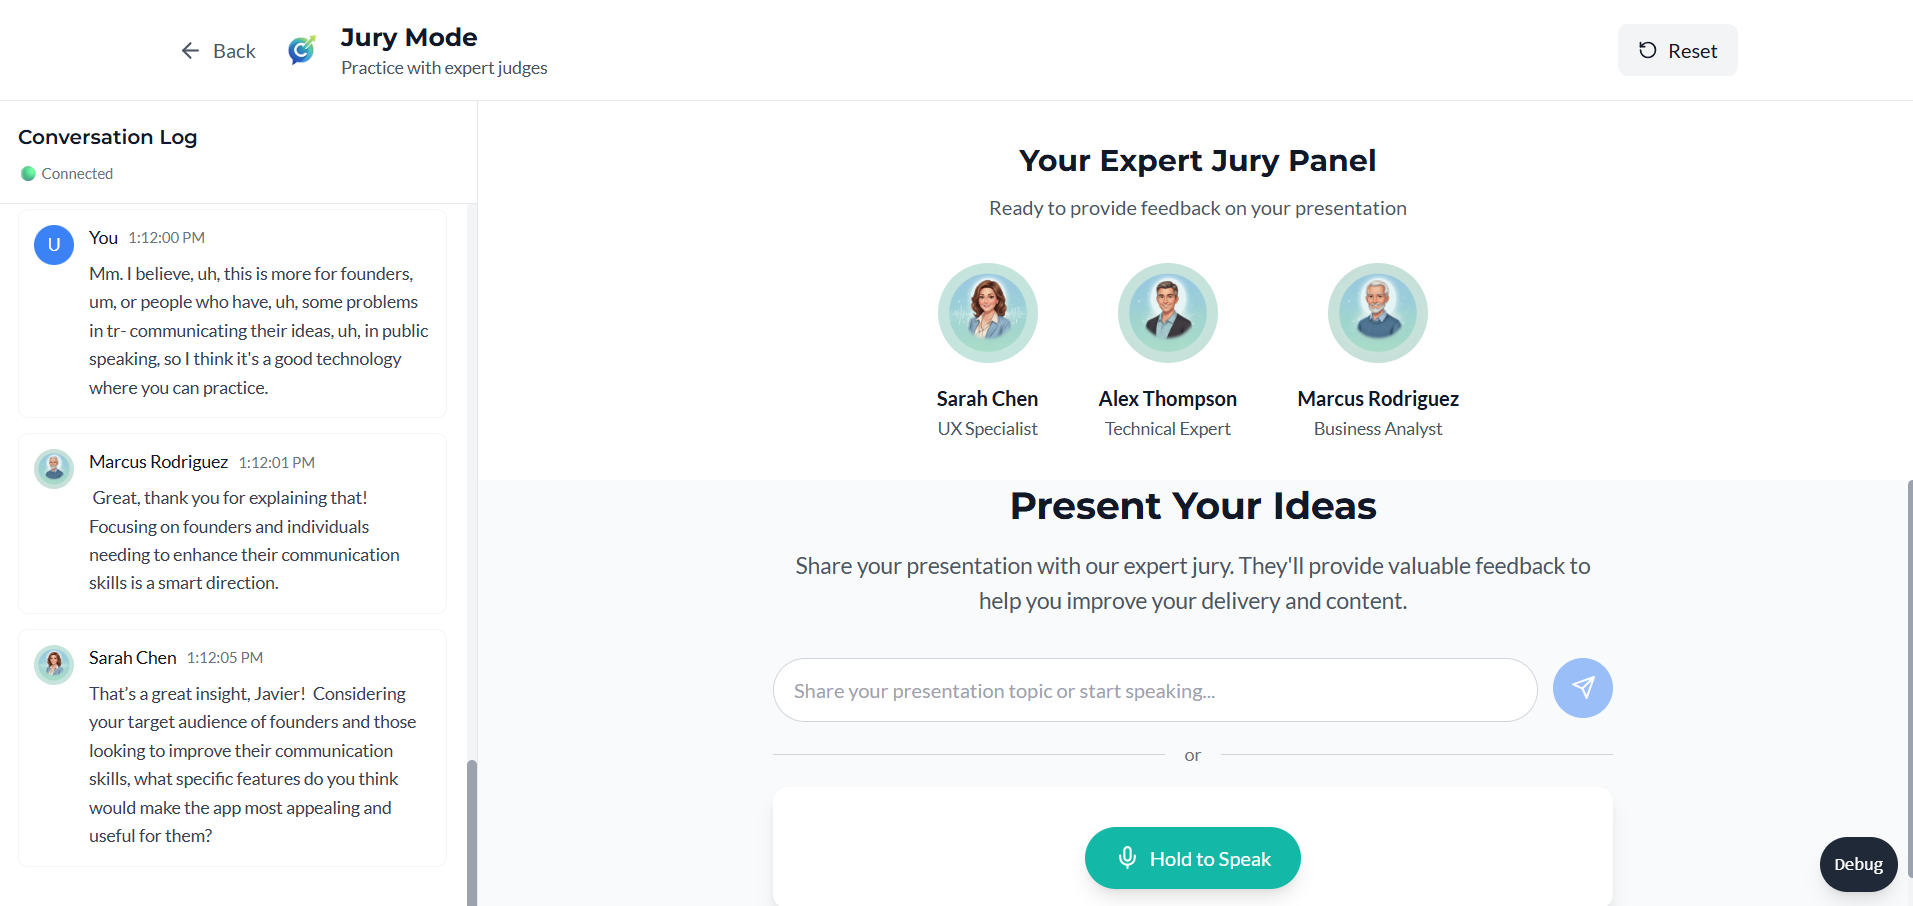 Back
Jury Mode
Practice with expert judges
Reset
Conversation Log
Connected
U
You 1:12:00 PM
Mm. I believe, uh, this is more for founders,
um, or people who have, uh, some problems
in tr- communicating their ideas, uh, in public
speaking, so I think it's a good technology
where you can practice.
Marcus Rodriguez 1:12:01 PM
Great, thank you for explaining that!
Focusing on founders and individuals
needing to enhance their communication
skills is a smart direction.
Sarah Chen 1:12:05 PM
That's a great insight, Javier! Considering
your target audience of founders and those
looking to improve their communication
skills, what specific features do you think
would make the app most appealing and
useful for them?
Your Expert Jury Panel
Ready to provide feedback on your presentation
Sarah Chen
UX Specialist
Alex Thompson
Technical Expert
Marcus Rodriguez
Business Analyst
Present Your Ideas
Share your presentation with our expert jury. They'll provide valuable feedback to
help you improve your delivery and content.
Share your presentation topic or start speaking...
or
Hold to Speak
Debug